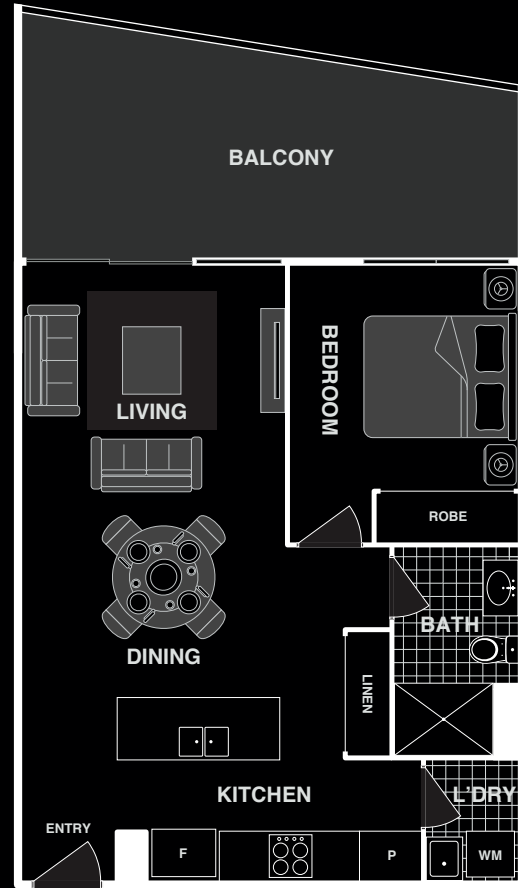 BALCONY
BEDROOM
LIVING
ROBE
BATH
DINING
LINEN
KITCHEN
L'DRY
ENTRY
F
P
WM